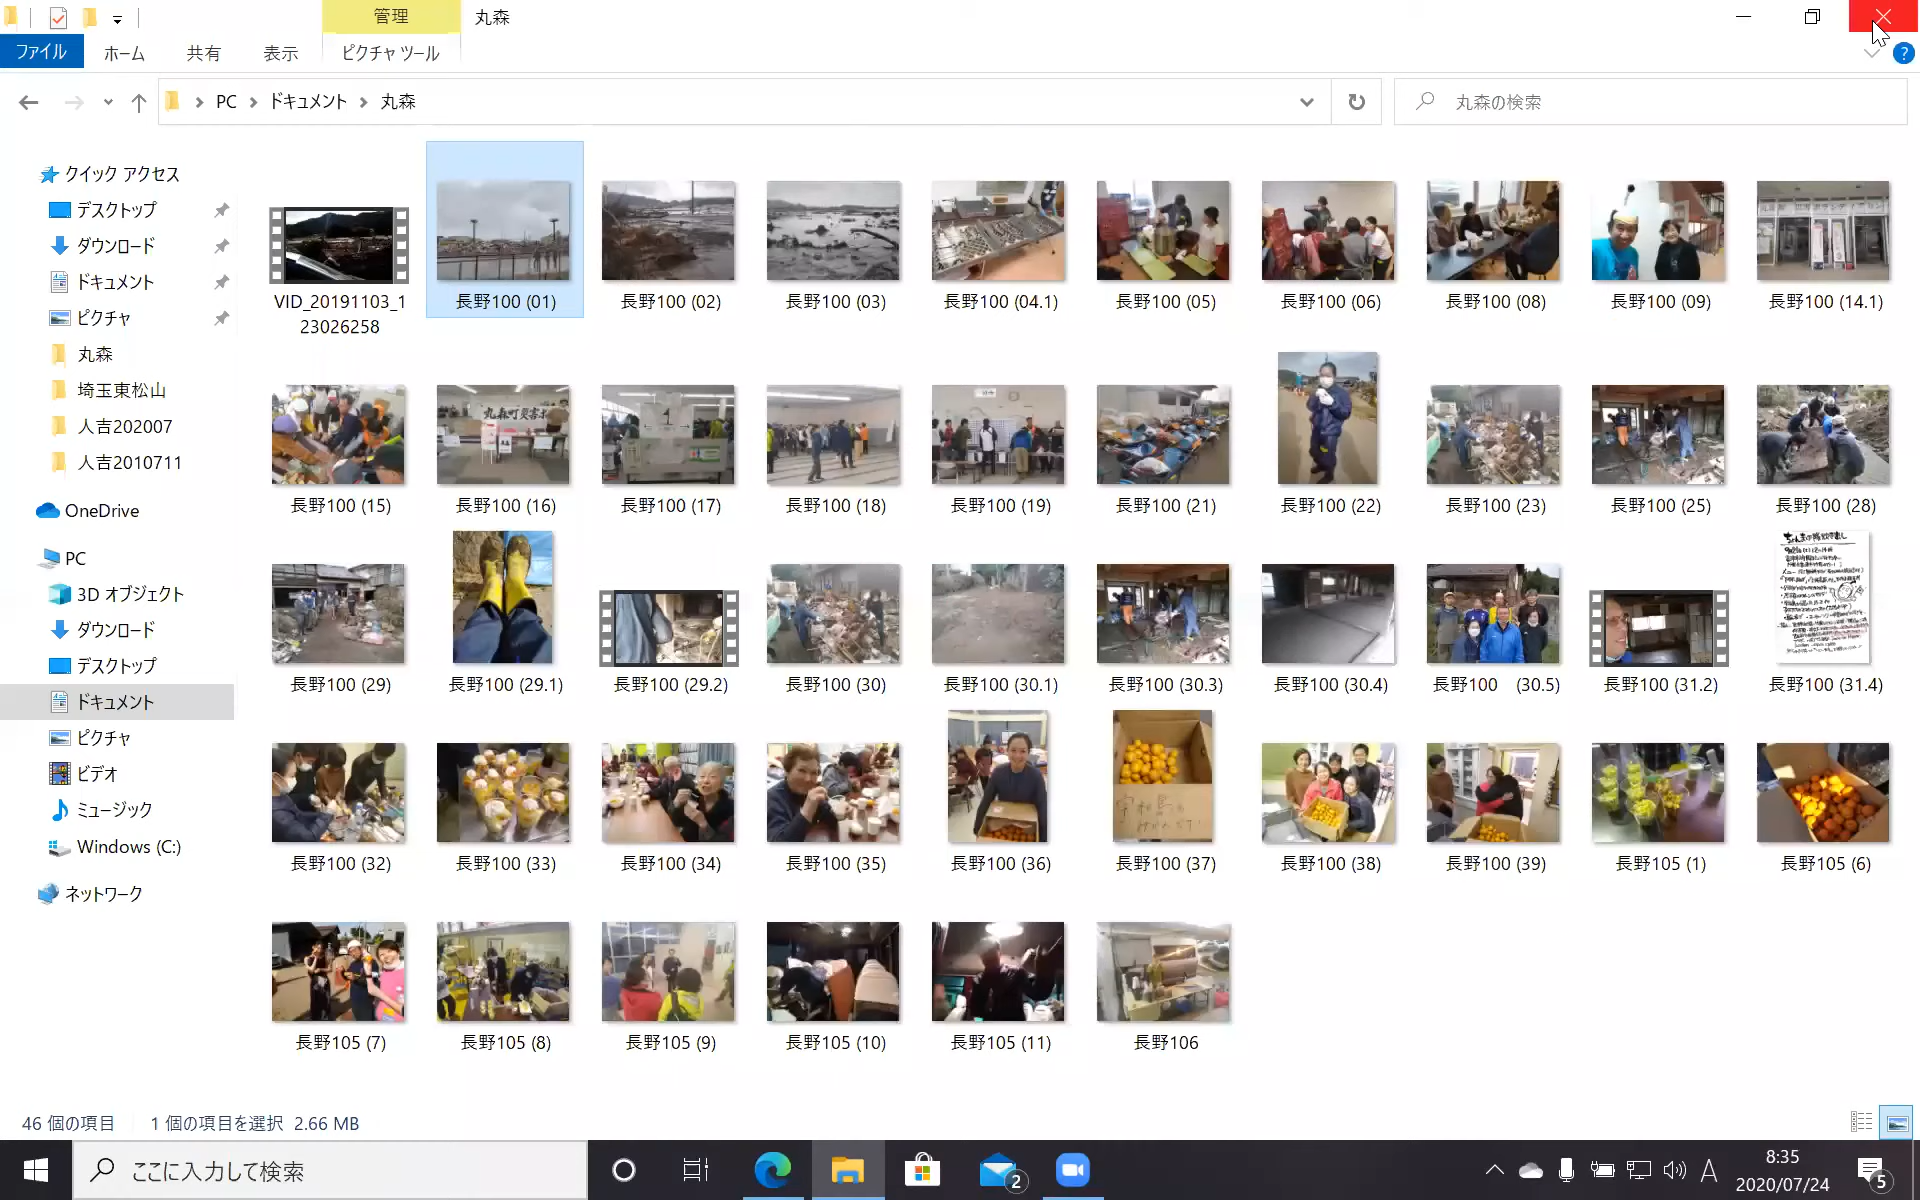 管理
丸森
ファイル
ホーム
共有
表示
ピクチャ ツール
PC
ドキュメント
丸森
丸森の検索
クイック アクセス
デスクトップ
ダウンロード
ドキュメント
ピクチャ
丸森
埼玉東松山
人吉202007
人吉2010711
OneDrive
PC
3D オブジェクト
ダウンロード
デスクトップ
ドキュメント
ピクチャ
ビデオ
ミュージック
Windows (C:)
ネットワーク
VID_20191103_1
23026258
長野100 (01)
長野100 (02)
長野100 (03)
長野100 (04.1)
長野100 (05)
長野100 (06)
長野100 (08)
長野100 (09)
長野100 (14.1)
長野100 (15)
長野100 (16)
長野100 (17)
長野100 (18)
長野100 (19)
長野100 (21)
長野100 (22)
長野100 (23)
長野100 (25)
長野100 (28)
長野100 (29)
長野100 (29.1)
長野100 (29.2)
長野100 (30)
長野100 (30.1)
長野100 (30.3)
長野100 (30.4)
長野100　(30.5)
長野100 (31.2)
長野100 (31.4)
長野100 (32)
長野100 (33)
長野100 (34)
長野100 (35)
長野100 (36)
長野100 (37)
長野100 (38)
長野100 (39)
長野105 (1)
長野105 (6)
長野105 (7)
長野105 (8)
長野105 (9)
長野105 (10)
長野105 (11)
長野106
46 個の項目
1 個の項目を選択 2.66 MB
ここに入力して検索
2
A
8:35
2020/07/24
5